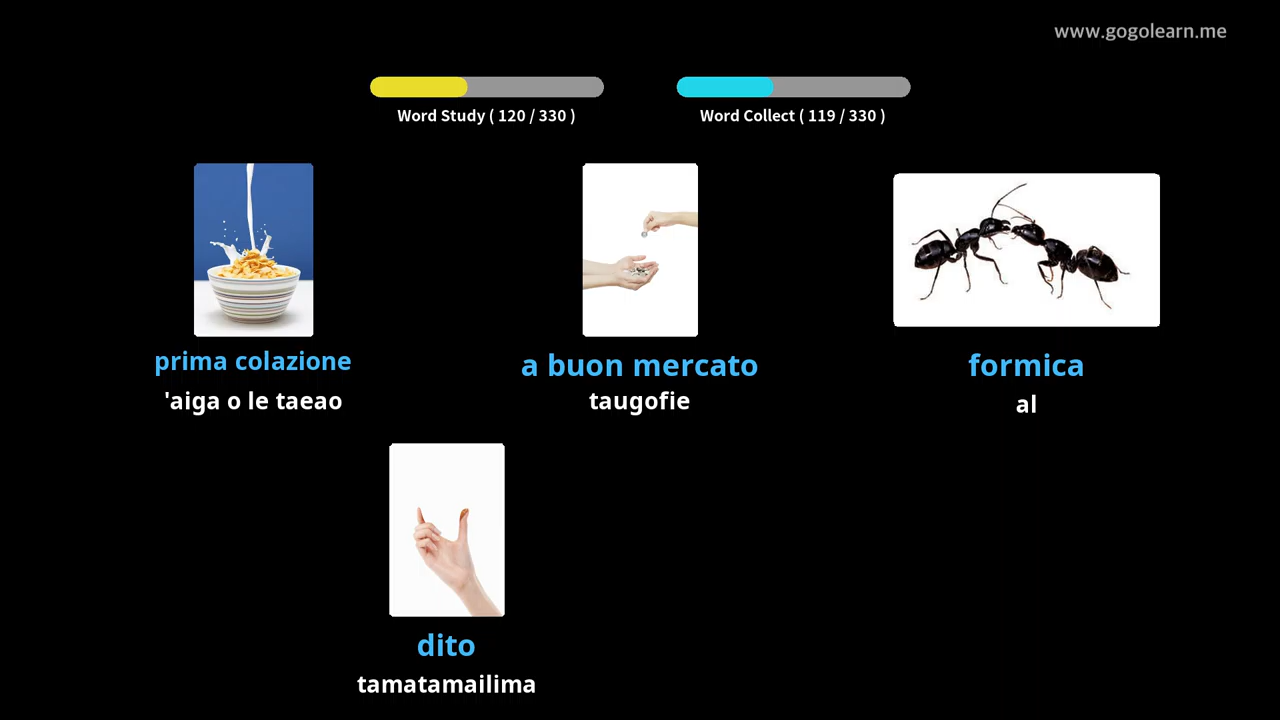 www.gogolearn.me
Word Study ( 120 / 330 )
Word Collect ( 119 / 330 )
prima colazione
'aiga o le taeao
a buon mercato
taugofie
formica
al
dito
tamatamailima